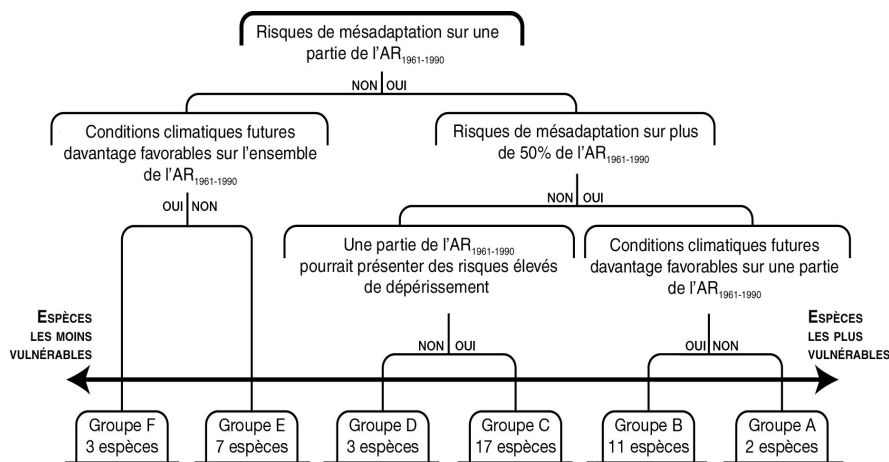 Risques de mésadaptation sur une
partie de l'AR1961-1990
NON OUI
Conditions climatiques futures
davantage favorables sur l'ensemble
de l'AR1961-1990
Risques de mésadaptation sur plus
de 50% de l'AR1961-1990
OUI NON
NON OUI
Une partie de l'AR1961-1990
pourrait présenter des risques élevés
de dépérissement
Conditions climatiques futures
davantage favorables sur une partie
de l'AR1961-1990
ESPÈCES
LES MOINS
VULNÉRABLES
NON OUI
OUI NON
ESPÈCES
LES PLUS
VULNÉRABLES
Groupe F
3 espèces
Groupe E
7 espèces
Groupe D
3 espèces
Groupe C
17 espèces
Groupe B
11 espèces
Groupe A
2 espèces